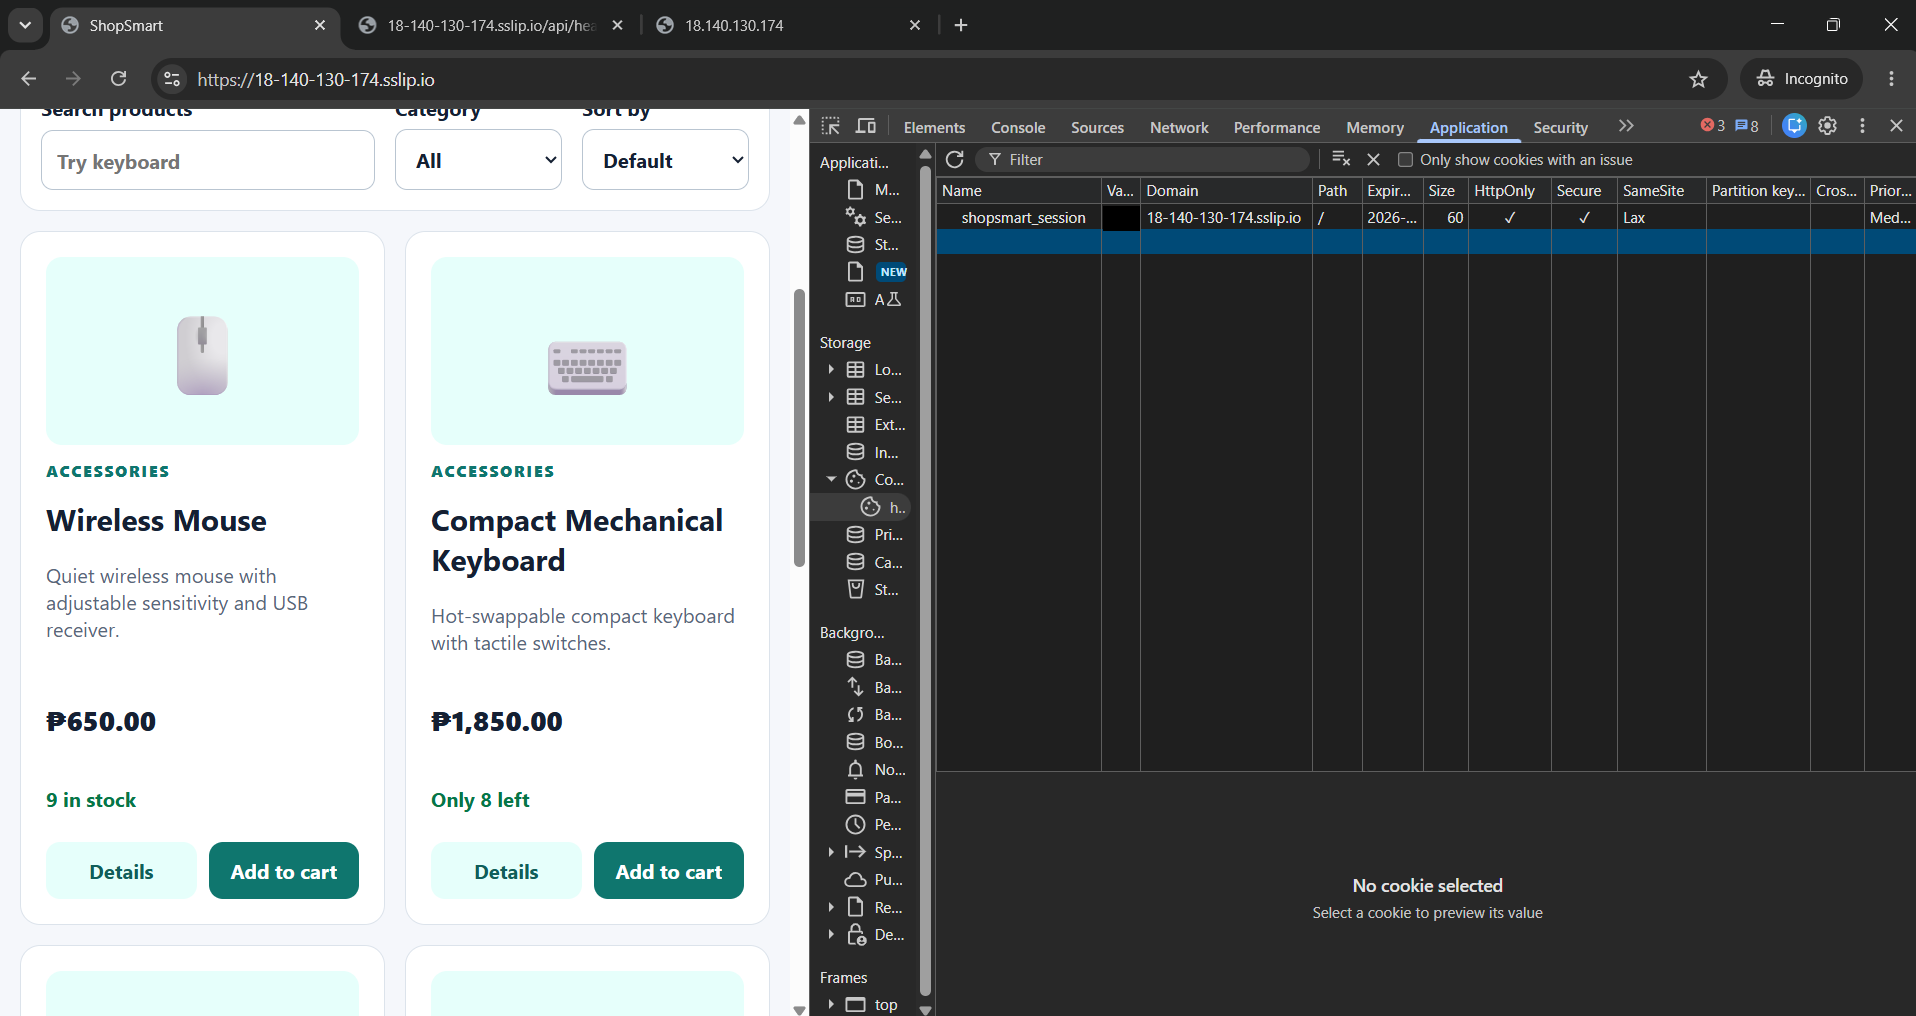 ShopSmart
18-140-130-174.sslip.io/api/hea
18.140.130.174
https://18-140-130-174.sslip.io
Incognito
Search products
Category
Sort by
Try keyboard
All
Default
ACCESSORIES
Wireless Mouse
Quiet wireless mouse with
adjustable sensitivity and USB
receiver.
₱650.00
9 in stock
Details
Add to cart
ACCESSORIES
Compact Mechanical
Keyboard
Hot-swappable compact keyboard
with tactile switches.
₱1,850.00
Only 8 left
Details
Add to cart
Elements
Console
Sources
Network
Performance
Memory
Application
Security
3
8
Applicati...
M...
Se...
St...
NEW
A
Storage
Lo...
Se...
Ext...
In...
Co...
h..
Pri...
Ca...
St...
Backgro...
Ba...
Ba...
Ba...
Bo...
No...
Pa...
Pe...
Sp...
Pu...
Re...
De...
Frames
top
Filter
Only show cookies with an issue
Name Va... Domain Path Expir... Size HttpOnly Secure SameSite Partition key... Cros... Prior...
shopsmart_session 18-140-130-174.sslip.io / 2026-... 60 ✓ ✓ Lax Med...
No cookie selected
Select a cookie to preview its value